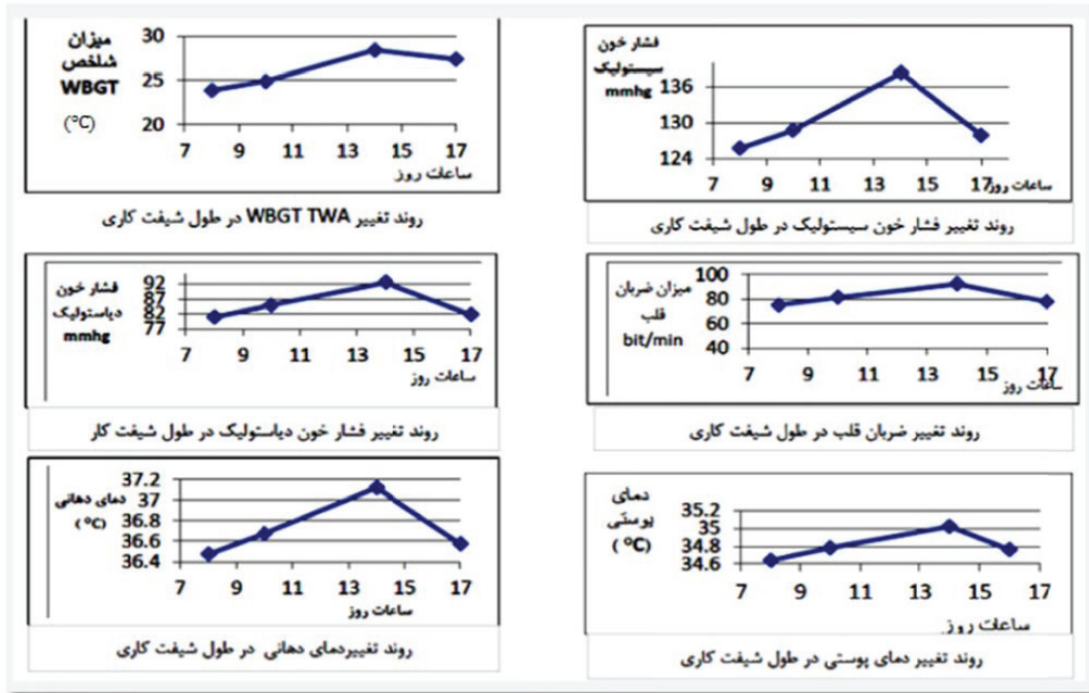 میزان
شاخص
WBGT
(°C)
30
25
20
7 9 11 13 15 17
ساعات روز
روند تغییر WBGT TWA در طول شیفت کاری
فشار خون
سیستولیک
mmhg
136
130
124
7 9 11 13 15 17
ساعات روز
روند تغییر فشار خون سیستولیک در طول شیفت کاری
فشار خون
دیاستولیک
mmhg
92
87
82
77
7 9 11 13 15 17
ساعات روز
روند تغییر فشار خون دیاستولیک در طول شیفت کار
میزان ضربان
قلب
bit/min
100
80
60
40
7 9 11 13 15 17
ساعات روز
روند تغییر ضربان قلب در طول شیفت کاری
دمای دهانی
(°C)
37.2
37
36.8
36.6
36.4
7 9 11 13 15 17
ساعات روز
روند تغییردمای دهانی در طول شیفت کاری
دمای
پوستی
(°C)
35.2
35
34.8
34.6
7 9 11 13 15 17
ساعات روز
روند تغییر دمای پوستی در طول شیفت کاری